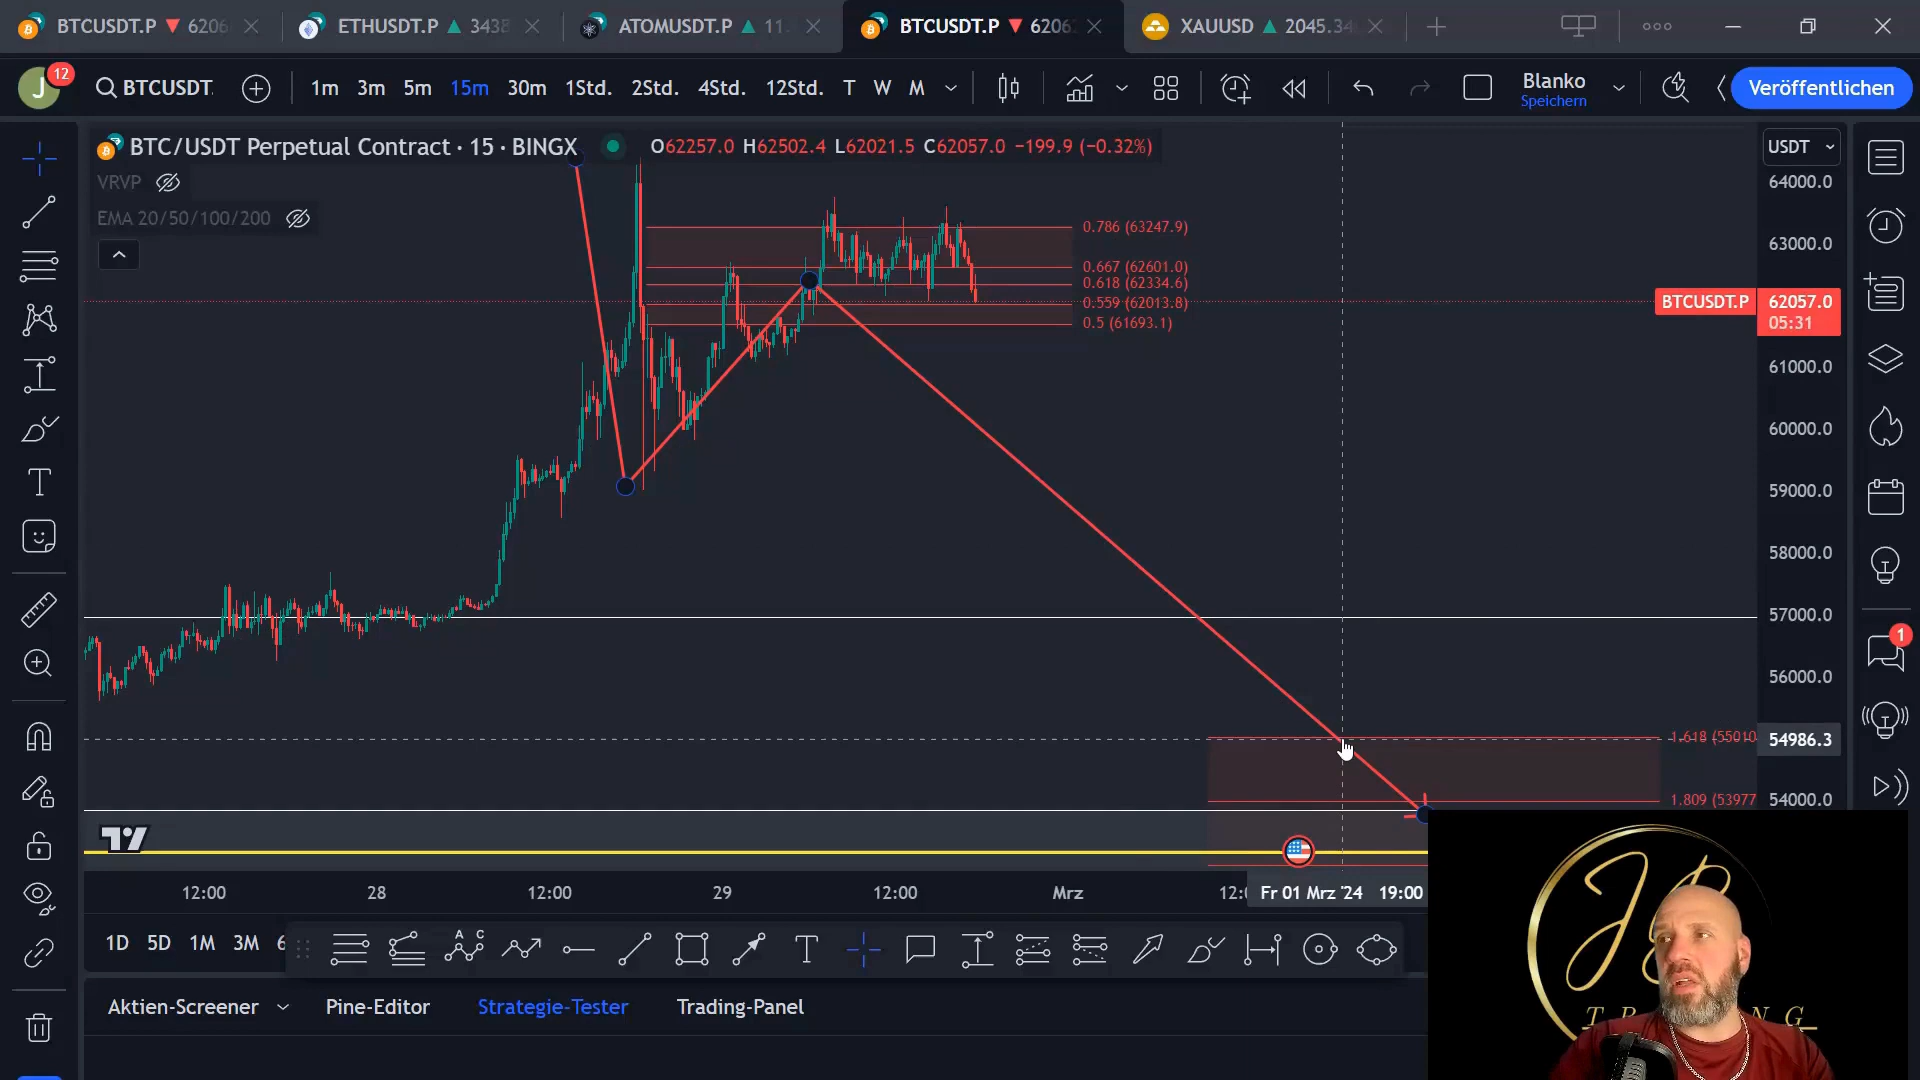 BTCUSDT.P ▼ 6206
ETHUSDT.P ▲ 3438
ATOMUSDT.P ▲ 11.
BTCUSDT.P ▼ 6206
XAUUSD ▲ 2045.34
J 12
BTCUSDT
1m 3m 5m 15m 30m 1Std. 2Std. 4Std. 12Std. T W M
Blanko
Speichern
Veröffentlichen
BTC/USDT Perpetual Contract · 15 · BINGX
O62257.0 H62502.4 L62021.5 C62057.0 −199.9 (−0.32%)
VRVP
EMA 20/50/100/200
USDT
64000.0
0.786 (63247.9)
63000.0
0.667 (62601.0)
0.618 (62334.6)
0.559 (62013.8)
0.5 (61693.1)
BTCUSDT.P 62057.0
05:31
61000.0
60000.0
59000.0
58000.0
57000.0
56000.0
1.618 (55010
54986.3
1.809 (53977
54000.0
12:00 28 12:00 29 12:00 Mrz 12:0
Fr 01 Mrz '24 19:00
1D 5D 1M 3M 6
A C
T
Aktien-Screener Pine-Editor Strategie-Tester Trading-Panel
1